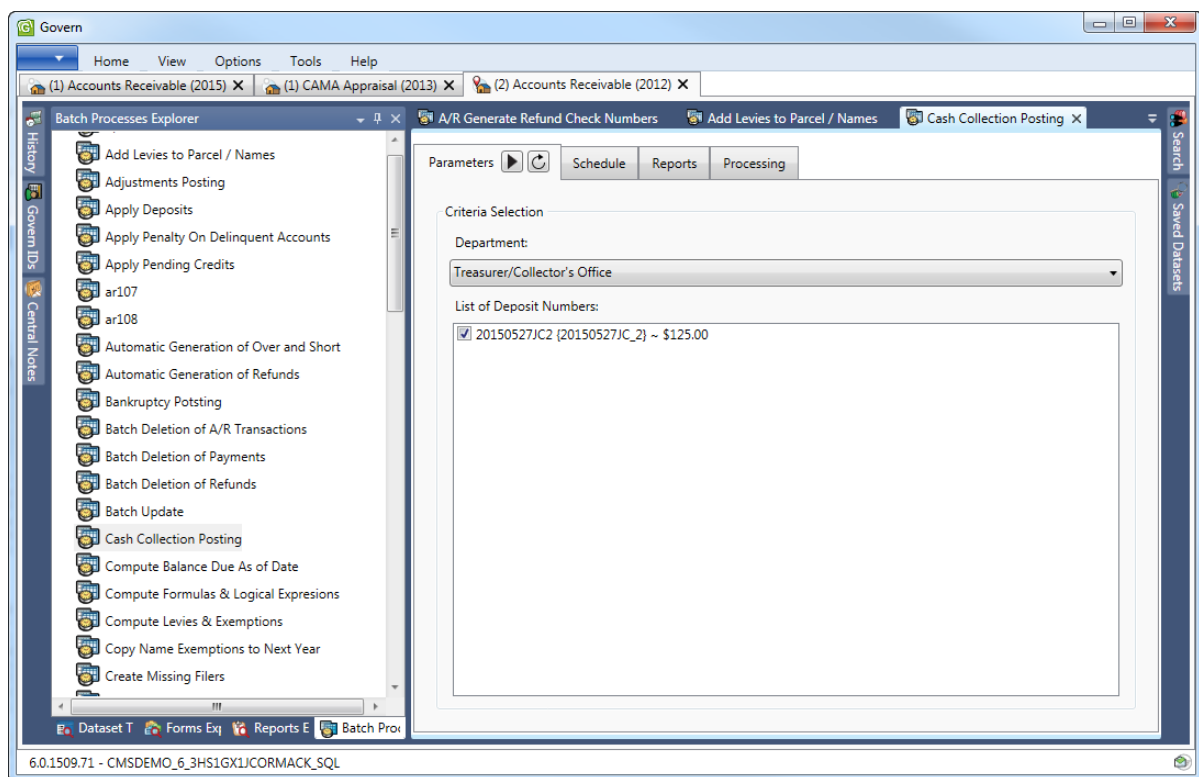 Govern
Home View Options Tools Help
(1) Accounts Receivable (2015) X (1) CAMA Appraisal (2013) X (2) Accounts Receivable (2012) X
History
Govern IDs
Central Notes
Batch Processes Explorer
Add Levies to Parcel / Names
Adjustments Posting
Apply Deposits
Apply Penalty On Delinquent Accounts
Apply Pending Credits
ar107
ar108
Automatic Generation of Over and Short
Automatic Generation of Refunds
Bankruptcy Potsting
Batch Deletion of A/R Transactions
Batch Deletion of Payments
Batch Deletion of Refunds
Batch Update
Cash Collection Posting
Compute Balance Due As of Date
Compute Formulas & Logical Expresions
Compute Levies & Exemptions
Copy Name Exemptions to Next Year
Create Missing Filers
Dataset T Forms Exp Reports E Batch Proc
A/R Generate Refund Check Numbers Add Levies to Parcel / Names Cash Collection Posting X
Parameters Schedule Reports Processing
Criteria Selection
Department:
Treasurer/Collector's Office
List of Deposit Numbers:
20150527JC2 {20150527JC_2} ~ $125.00
Search
Saved Datasets
6.0.1509.71 - CMSDEMO_6_3HS1GX1JCORMACK_SQL